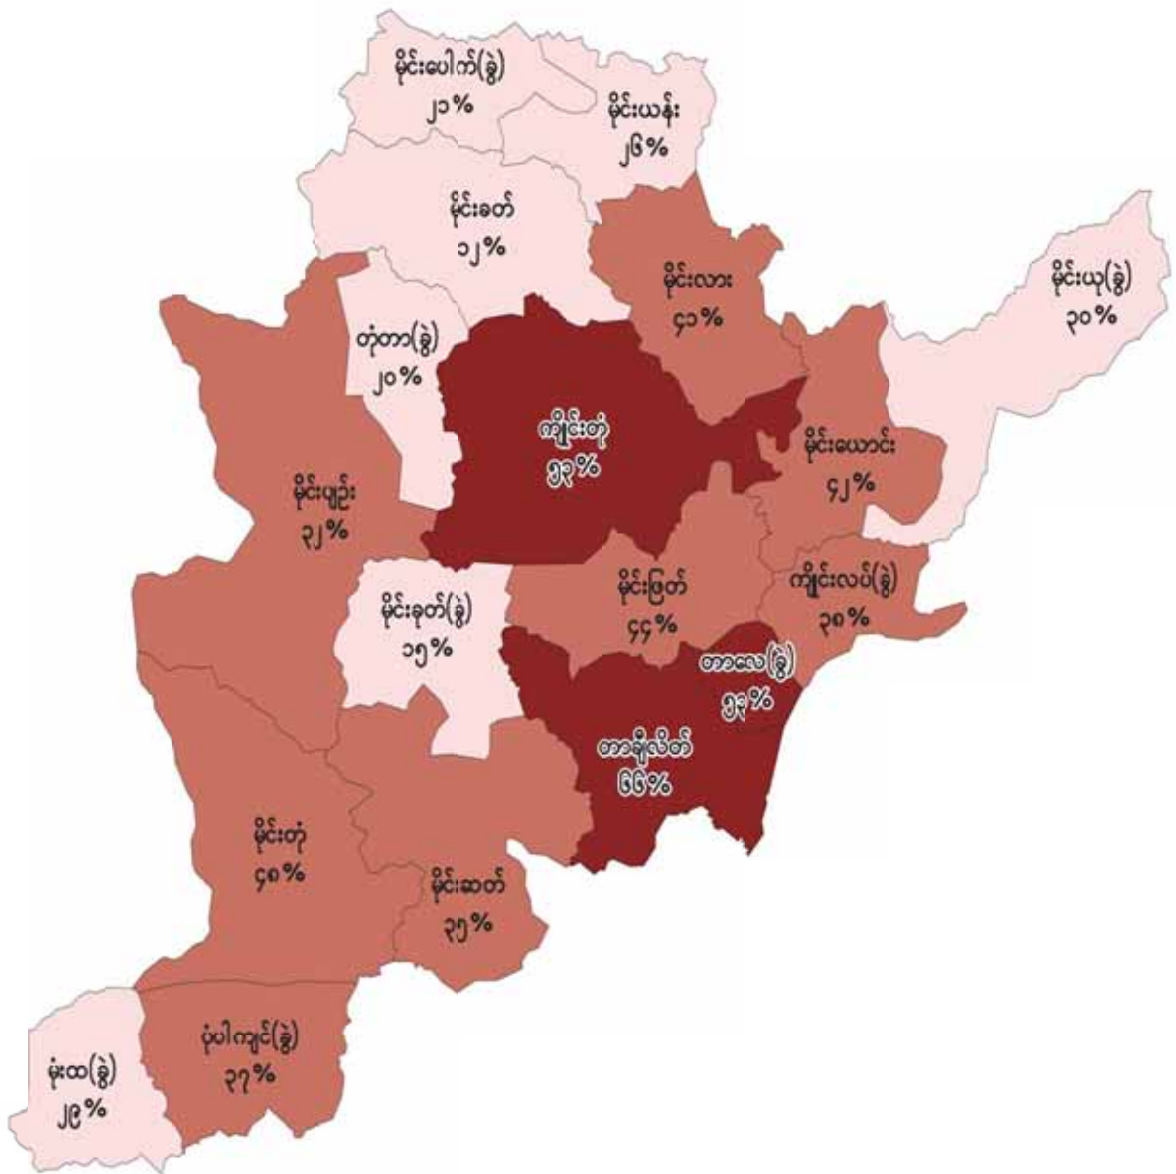 မိုင်းပေါက်(ခွဲ)
၂၁%
မိုင်းယန်း
၂၆%
မိုင်းခတ်
၁၂%
မိုင်းလား
၄၁%
မိုင်းယု(ခွဲ)
၃၀%
တုံတာ(ခွဲ)
၂၀%
ကျိုင်းတုံ
၅၃%
မိုင်းယောင်း
၄၂%
မိုင်းပျဉ်း
၃၂%
မိုင်းခုတ်(ခွဲ)
၁၅%
မိုင်းဖြတ်
၄၄%
ကျိုင်းလပ်(ခွဲ)
၃၈%
တာလေ(ခွဲ)
၅၃%
တာချီလိတ်
၆၆%
မိုင်းတုံ
၄၈%
မိုင်းဆတ်
၃၅%
ပုံပါကျင်(ခွဲ)
၃၇%
မုံးထ(ခွဲ)
၂၉%